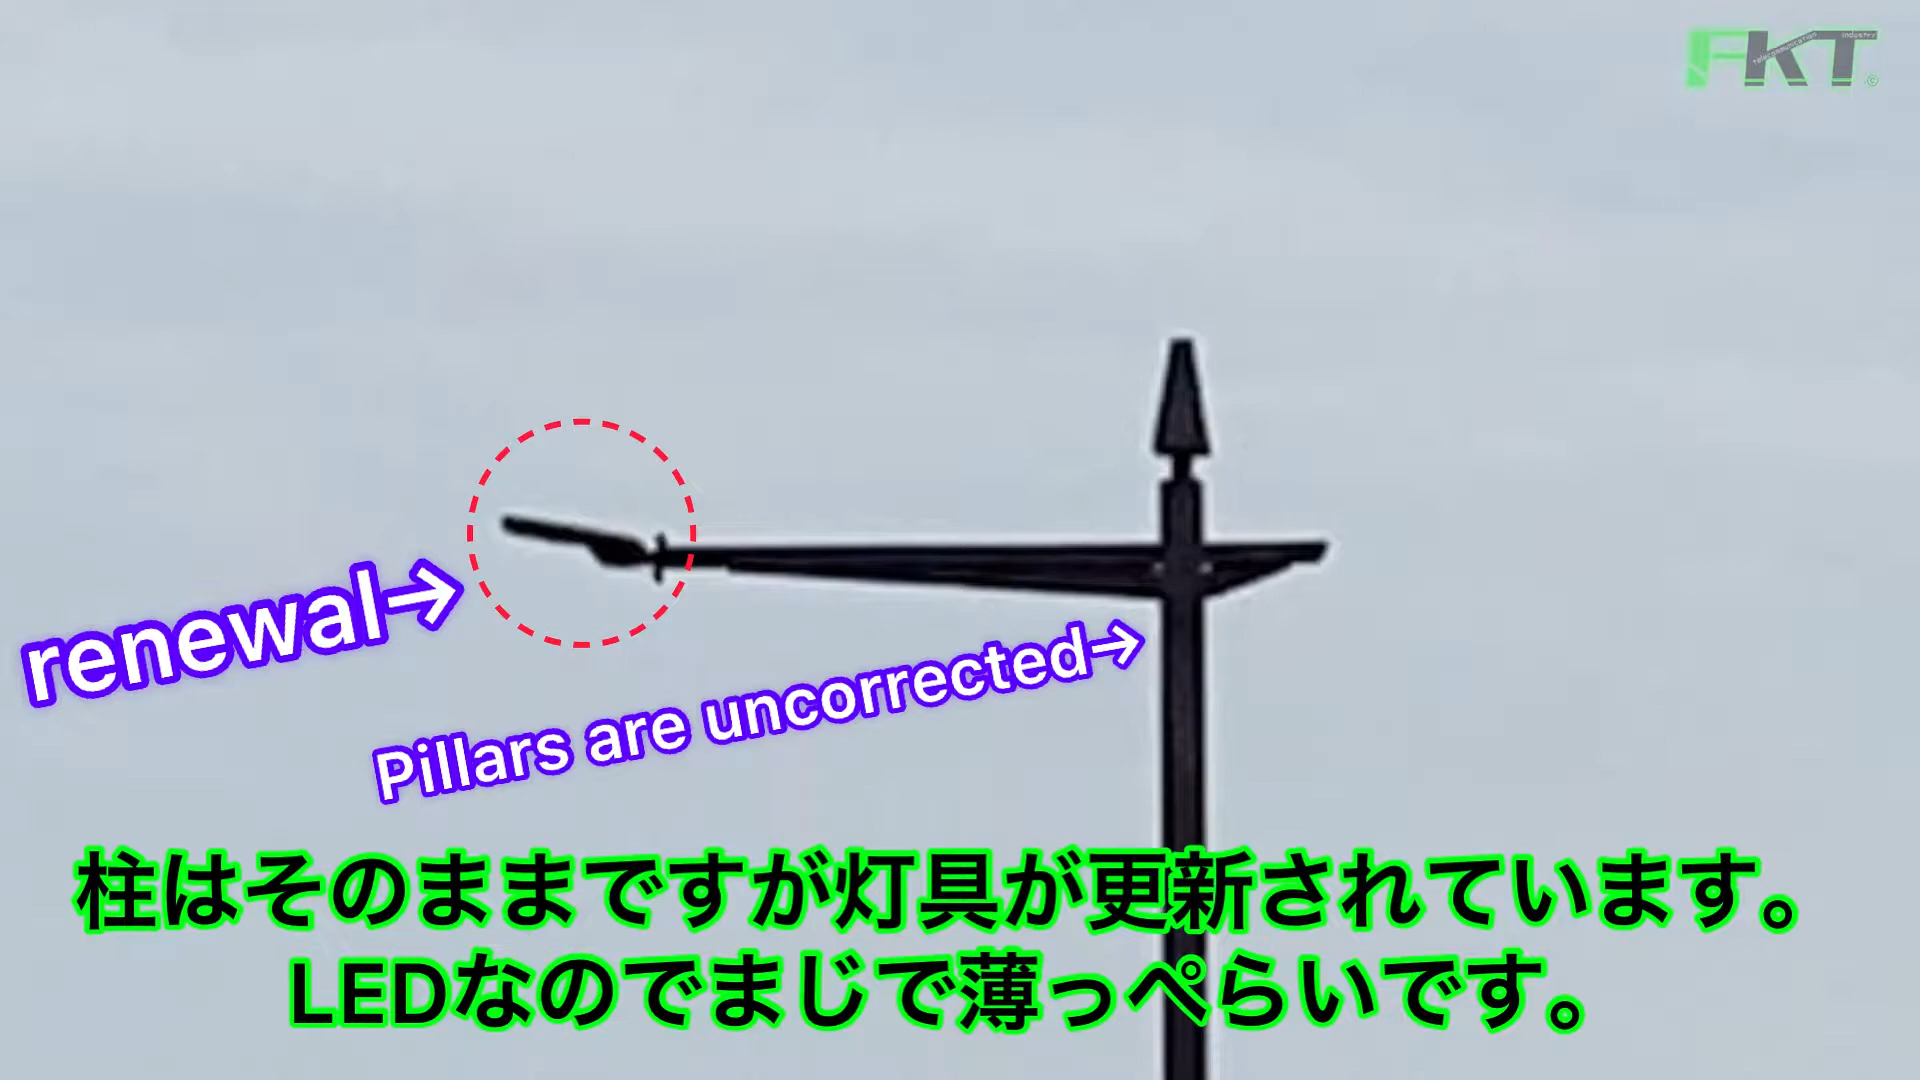 FKT
Telecommunication industry
©
renewal→
Pillars are uncorrected→
柱はそのままですが灯具が更新されています。
LEDなのでまじで薄っぺらいです。